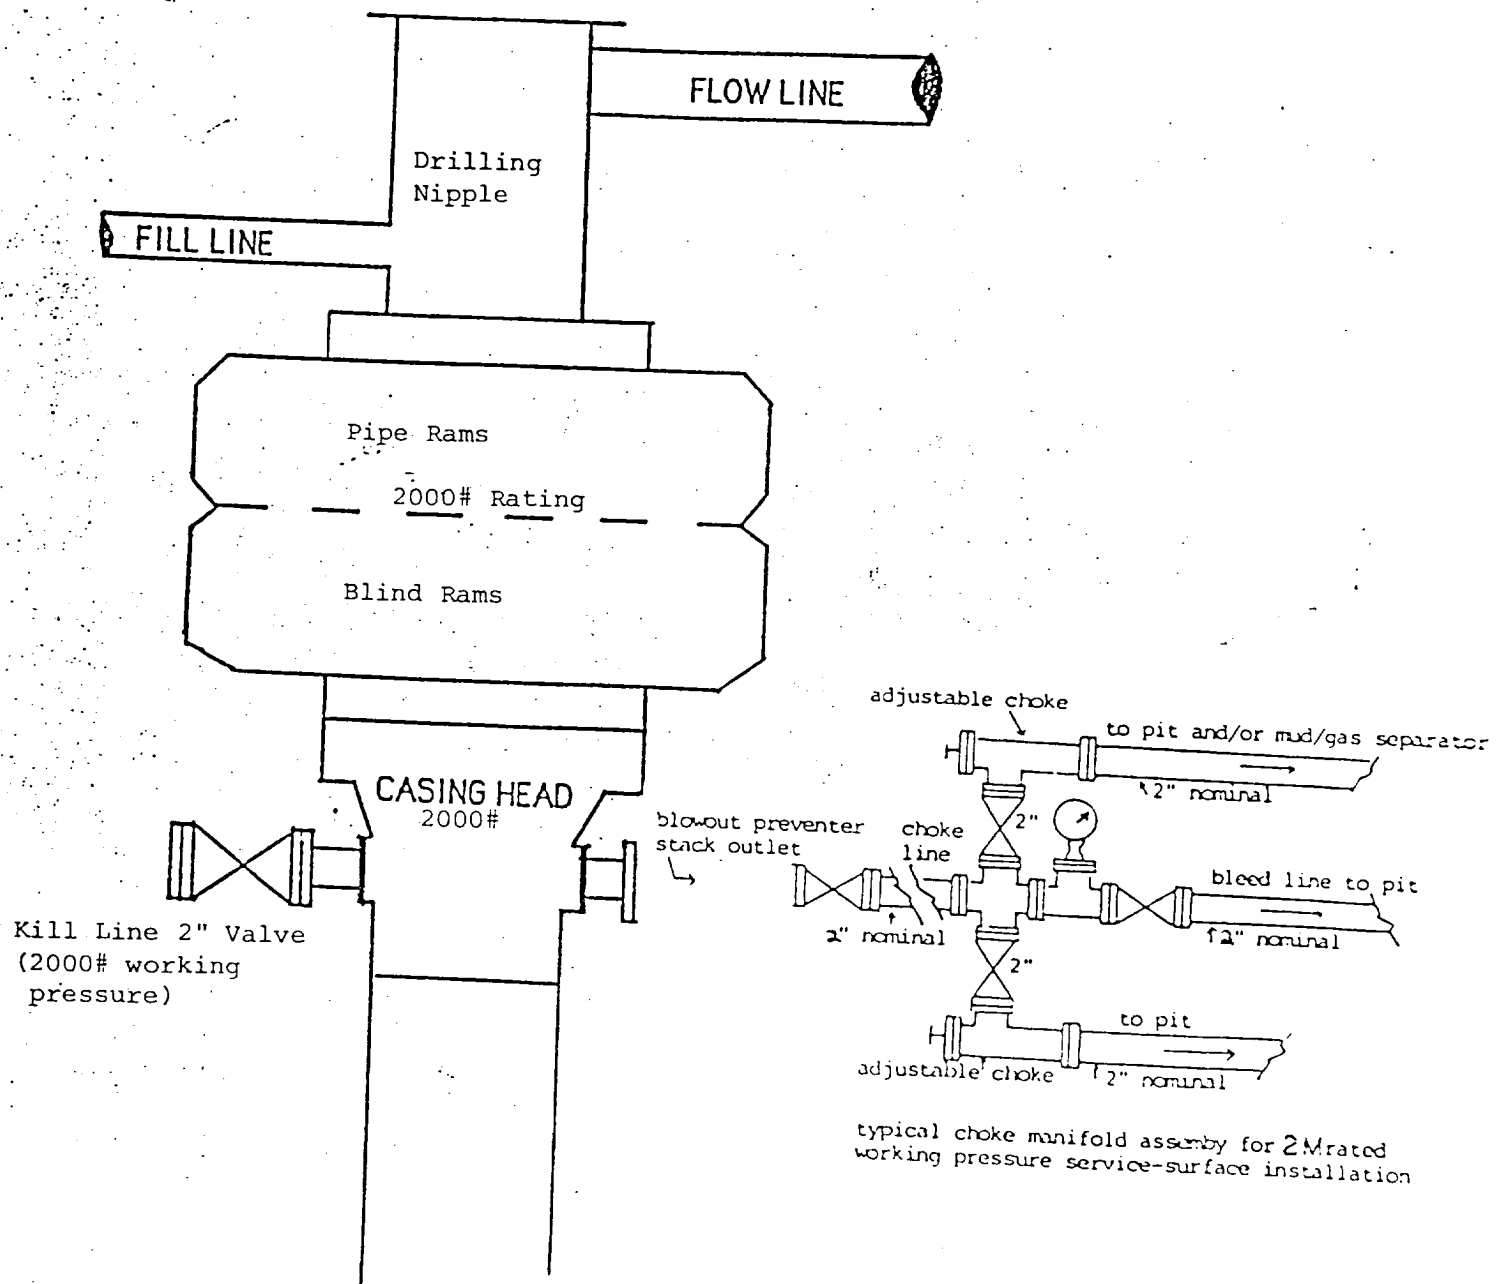 FLOW LINE
Drilling
Nipple
FILL LINE
Pipe Rams
2000# Rating
Blind Rams
CASING HEAD
2000#
Kill Line 2" Valve
(2000# working
pressure)
blowout preventer
stack outlet
choke
line
adjustable choke
to pit and/or mud/gas separator
2" nominal
2"
bleed line to pit
2" nominal
2" nominal
2"
to pit
adjustable choke
2" nominal
typical choke manifold assemby for 2M rated
working pressure service-surface installation